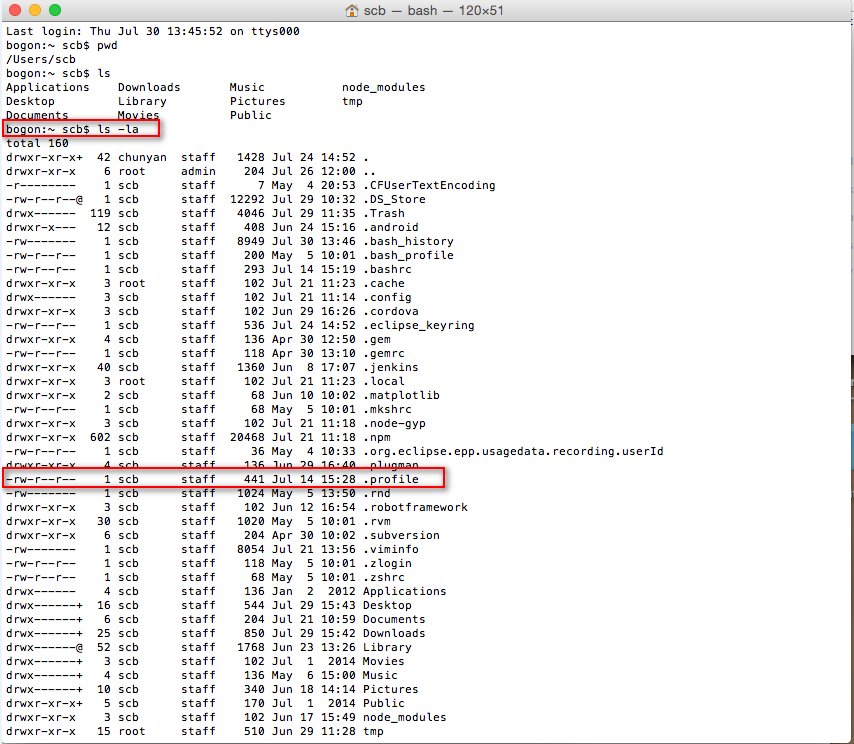 scb — bash — 120×51
Last login: Thu Jul 30 13:45:52 on ttys000
bogon:~ scb$ pwd
/Users/scb
bogon:~ scb$ ls
Applications    Downloads       Music           node_modules
Desktop         Library         Pictures        tmp
Documents       Movies          Public
bogon:~ scb$ ls -la
total 160
drwxr-xr-x+  42 chunyan  staff   1428 Jul 24 14:52 .
drwxr-xr-x    6 root     admin    204 Jul 26 12:00 ..
-r--------    1 scb      staff      7 May  4 20:53 .CFUserTextEncoding
-rw-r--r--@   1 scb      staff  12292 Jul 29 10:32 .DS_Store
drwx------  119 scb      staff   4046 Jul 29 11:35 .Trash
drwxr-x---   12 scb      staff    408 Jun 24 15:16 .android
-rw-------    1 scb      staff   8949 Jul 30 13:46 .bash_history
-rw-r--r--    1 scb      staff    200 May  5 10:01 .bash_profile
-rw-r--r--    1 scb      staff    293 Jul 14 15:19 .bashrc
drwxr-xr-x    3 root     staff    102 Jul 21 11:23 .cache
drwx------    3 scb      staff    102 Jul 21 11:14 .config
drwxr-xr-x    3 scb      staff    102 Jun 29 16:26 .cordova
-rw-r--r--    1 scb      staff    536 Jul 24 14:52 .eclipse_keyring
drwxr-xr-x    4 scb      staff    136 Apr 30 12:50 .gem
-rw-r--r--    1 scb      staff    118 Apr 30 13:10 .gemrc
drwxr-xr-x   40 scb      staff   1360 Jun  8 17:07 .jenkins
drwxr-xr-x    3 root     staff    102 Jul 21 11:23 .local
drwxr-xr-x    2 scb      staff     68 Jun 10 10:02 .matplotlib
-rw-r--r--    1 scb      staff     68 May  5 10:01 .mkshrc
drwxr-xr-x    3 scb      staff    102 Jul 21 11:18 .node-gyp
drwxr-xr-x  602 scb      staff  20468 Jul 21 11:18 .npm
-rw-r--r--    1 scb      staff     36 May  4 10:33 .org.eclipse.epp.usagedata.recording.userId
drwxr-xr-x    4 scb      staff    136 Jun 29 16:40 .plugman
-rw-r--r--    1 scb      staff    441 Jul 14 15:28 .profile
-rw-------    1 scb      staff   1024 May  5 13:50 .rnd
drwxr-xr-x    3 scb      staff    102 Jun 12 16:54 .robotframework
drwxr-xr-x   30 scb      staff   1020 May  5 10:01 .rvm
drwxr-xr-x    6 scb      staff    204 Apr 30 10:02 .subversion
-rw-------    1 scb      staff   8054 Jul 21 13:56 .viminfo
-rw-r--r--    1 scb      staff    118 May  5 10:01 .zlogin
-rw-r--r--    1 scb      staff     68 May  5 10:01 .zshrc
drwx------    4 scb      staff    136 Jan  2  2012 Applications
drwx------+  16 scb      staff    544 Jul 29 15:43 Desktop
drwx------+   6 scb      staff    204 Jul 21 10:59 Documents
drwx------+  25 scb      staff    850 Jul 29 15:42 Downloads
drwx------@  52 scb      staff   1768 Jun 23 13:26 Library
drwx------+   3 scb      staff    102 Jul  1  2014 Movies
drwx------+   4 scb      staff    136 May  6 15:00 Music
drwx------+  10 scb      staff    340 Jun 18 14:14 Pictures
drwxr-xr-x+   5 scb      staff    170 Jul  1  2014 Public
drwxr-xr-x    3 scb      staff    102 Jun 17 15:49 node_modules
drwxr-xr-x   15 root     staff    510 Jun 29 11:28 tmp